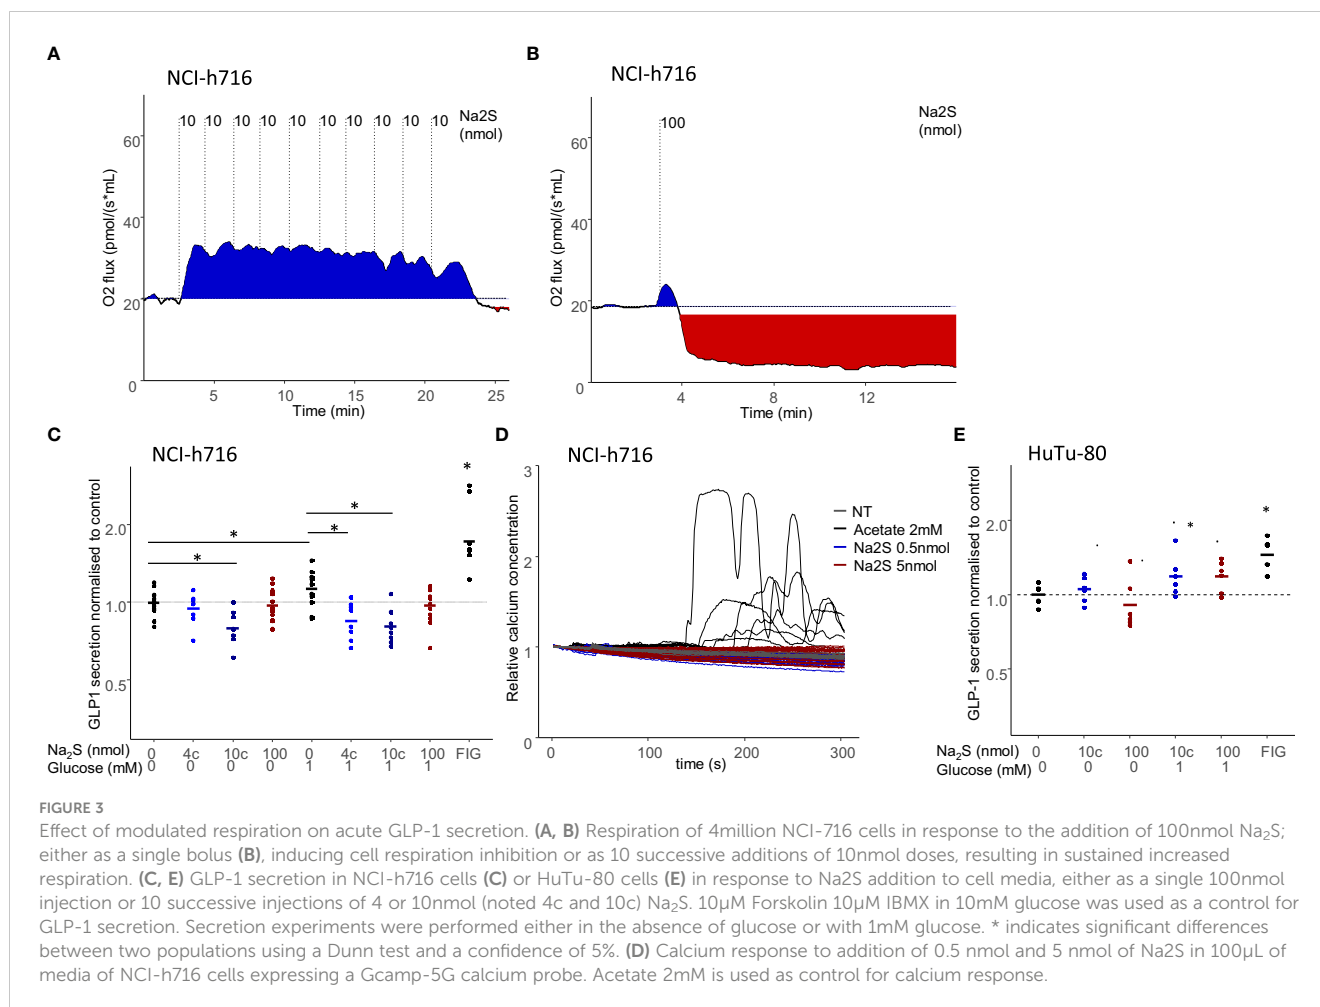 A
NCI-h716
10 10 10 10 10 10 10 10 10 10
Na2S
(nmol)
O2 flux (pmol/(s*mL)
60
40
20
0
5 10 15 20 25
Time (min)
B
NCI-h716
100
Na2S
(nmol)
O2 flux (pmol/(s*mL)
60
40
20
0
4 8 12
Time (min)
C
NCI-h716
GLP1 secretion normalised to control
2.0
1.0
0.5
* * * * *
Na₂S (nmol) 0 4c 10c 100 0 4c 10c 100 FIG
Glucose (mM) 0 0 0 0 1 1 1 1
D
NCI-h716
Relative calcium concentration
3
2
1
0
NT
Acetate 2mM
Na2S 0.5nmol
Na2S 5nmol
0 100 200 300
time (s)
E
HuTu-80
GLP-1 secretion normalised to control
2.0
1.0
0.5
* *
Na₂S (nmol) 0 10c 100 10c 100 FIG
Glucose (mM) 0 0 0 1 1
FIGURE 3
Effect of modulated respiration on acute GLP-1 secretion. (A, B) Respiration of 4million NCI-716 cells in response to the addition of 100nmol Na₂S;
either as a single bolus (B), inducing cell respiration inhibition or as 10 successive additions of 10nmol doses, resulting in sustained increased
respiration. (C, E) GLP-1 secretion in NCI-h716 cells (C) or HuTu-80 cells (E) in response to Na2S addition to cell media, either as a single 100nmol
injection or 10 successive injections of 4 or 10nmol (noted 4c and 10c) Na₂S. 10µM Forskolin 10µM IBMX in 10mM glucose was used as a control for
GLP-1 secretion. Secretion experiments were performed either in the absence of glucose or with 1mM glucose. * indicates significant differences
between two populations using a Dunn test and a confidence of 5%. (D) Calcium response to addition of 0.5 nmol and 5 nmol of Na2S in 100µL of
media of NCI-h716 cells expressing a Gcamp-5G calcium probe. Acetate 2mM is used as control for calcium response.